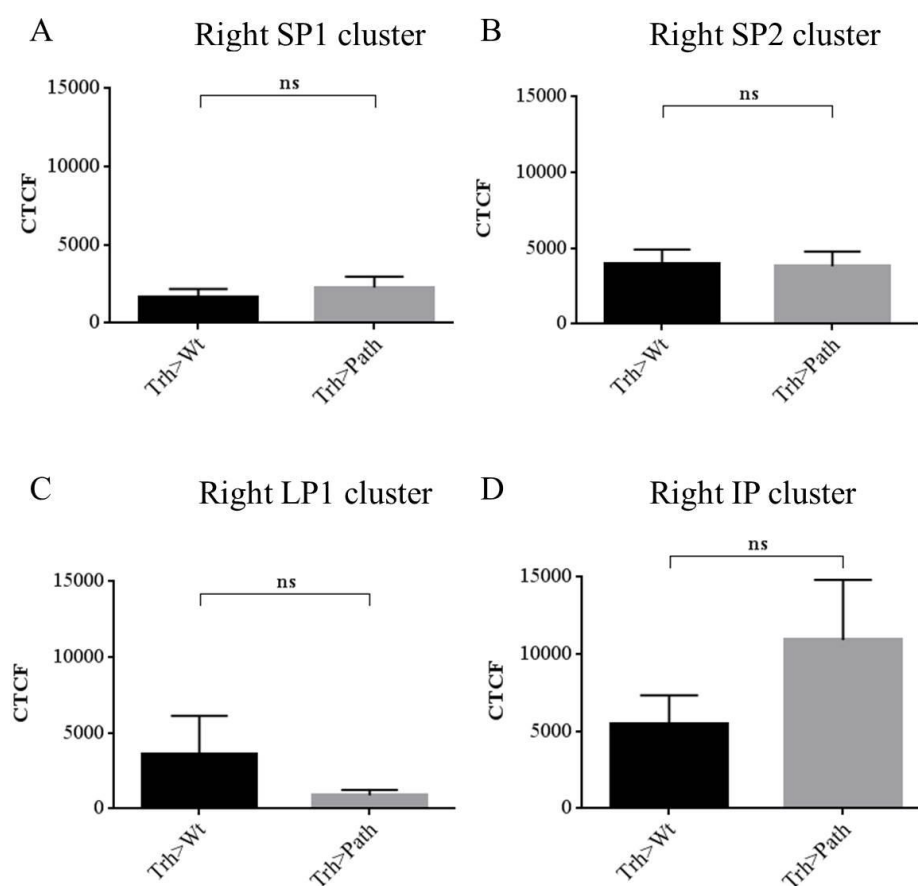 A
Right SP1 cluster
ns
15000
10000
5000
0
CTCF
Trh>Wt
Trh>Path
B
Right SP2 cluster
ns
15000
10000
5000
0
CTCF
Trh>Wt
Trh>Path
C
Right LP1 cluster
ns
15000
10000
5000
0
CTCF
Trh>Wt
Trh>Path
D
Right IP cluster
ns
15000
10000
5000
0
CTCF
Trh>Wt
Trh>Path